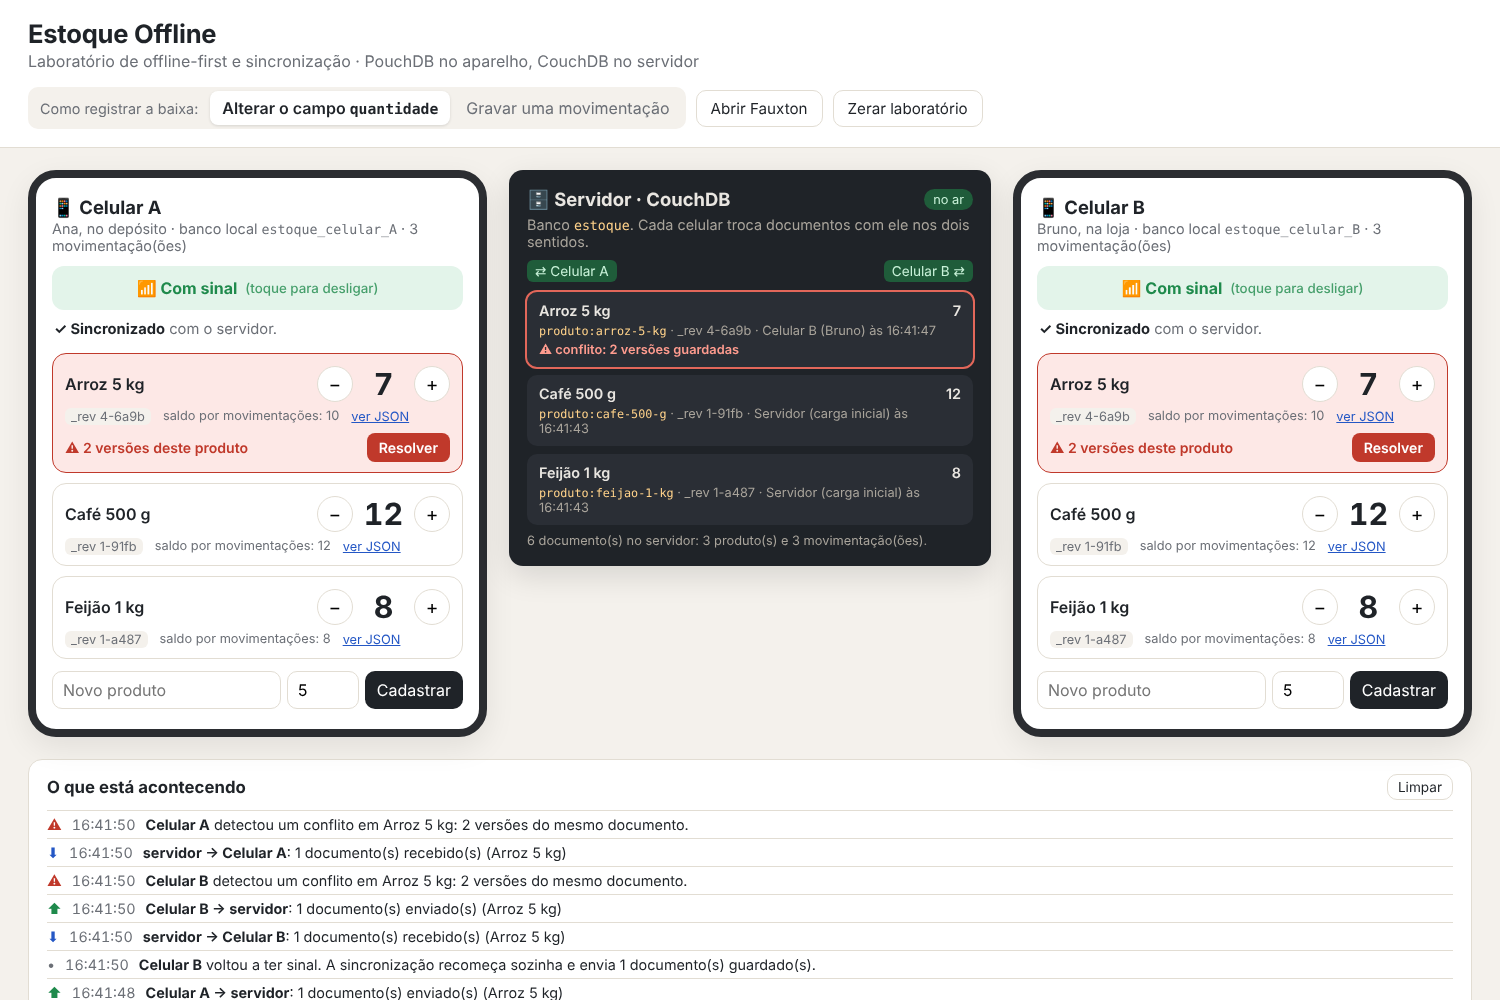 Estoque Offline
Laboratório de offline-first e sincronização · PouchDB no aparelho, CouchDB no servidor
Como registrar a baixa: Alterar o campo quantidade Gravar uma movimentação Abrir Fauxton Zerar laboratório
Celular A
Ana, no depósito · banco local estoque_celular_A · 3
movimentação(ões)
Com sinal (toque para desligar)
✓ Sincronizado com o servidor.
Arroz 5 kg − 7 +
_rev 4-6a9b saldo por movimentações: 10 ver JSON
⚠ 2 versões deste produto Resolver
Café 500 g − 12 +
_rev 1-91fb saldo por movimentações: 12 ver JSON
Feijão 1 kg − 8 +
_rev 1-a487 saldo por movimentações: 8 ver JSON
Novo produto 5 Cadastrar
Servidor · CouchDB no ar
Banco estoque. Cada celular troca documentos com ele nos dois
sentidos.
⇄ Celular A Celular B ⇄
Arroz 5 kg 7
produto:arroz-5-kg · _rev 4-6a9b · Celular B (Bruno) às 16:41:47
⚠ conflito: 2 versões guardadas
Café 500 g 12
produto:cafe-500-g · _rev 1-91fb · Servidor (carga inicial) às
16:41:43
Feijão 1 kg 8
produto:feijao-1-kg · _rev 1-a487 · Servidor (carga inicial) às
16:41:43
6 documento(s) no servidor: 3 produto(s) e 3 movimentação(ões).
Celular B
Bruno, na loja · banco local estoque_celular_B · 3
movimentação(ões)
Com sinal (toque para desligar)
✓ Sincronizado com o servidor.
Arroz 5 kg − 7 +
_rev 4-6a9b saldo por movimentações: 10 ver JSON
⚠ 2 versões deste produto Resolver
Café 500 g − 12 +
_rev 1-91fb saldo por movimentações: 12 ver JSON
Feijão 1 kg − 8 +
_rev 1-a487 saldo por movimentações: 8 ver JSON
Novo produto 5 Cadastrar
O que está acontecendo Limpar
⚠ 16:41:50 Celular A detectou um conflito em Arroz 5 kg: 2 versões do mesmo documento.
⬇ 16:41:50 servidor → Celular A: 1 documento(s) recebido(s) (Arroz 5 kg)
⚠ 16:41:50 Celular B detectou um conflito em Arroz 5 kg: 2 versões do mesmo documento.
⬆ 16:41:50 Celular B → servidor: 1 documento(s) enviado(s) (Arroz 5 kg)
⬇ 16:41:50 servidor → Celular B: 1 documento(s) recebido(s) (Arroz 5 kg)
• 16:41:50 Celular B voltou a ter sinal. A sincronização recomeça sozinha e envia 1 documento(s) guardado(s).
⬆ 16:41:48 Celular A → servidor: 1 documento(s) enviado(s) (Arroz 5 kg)